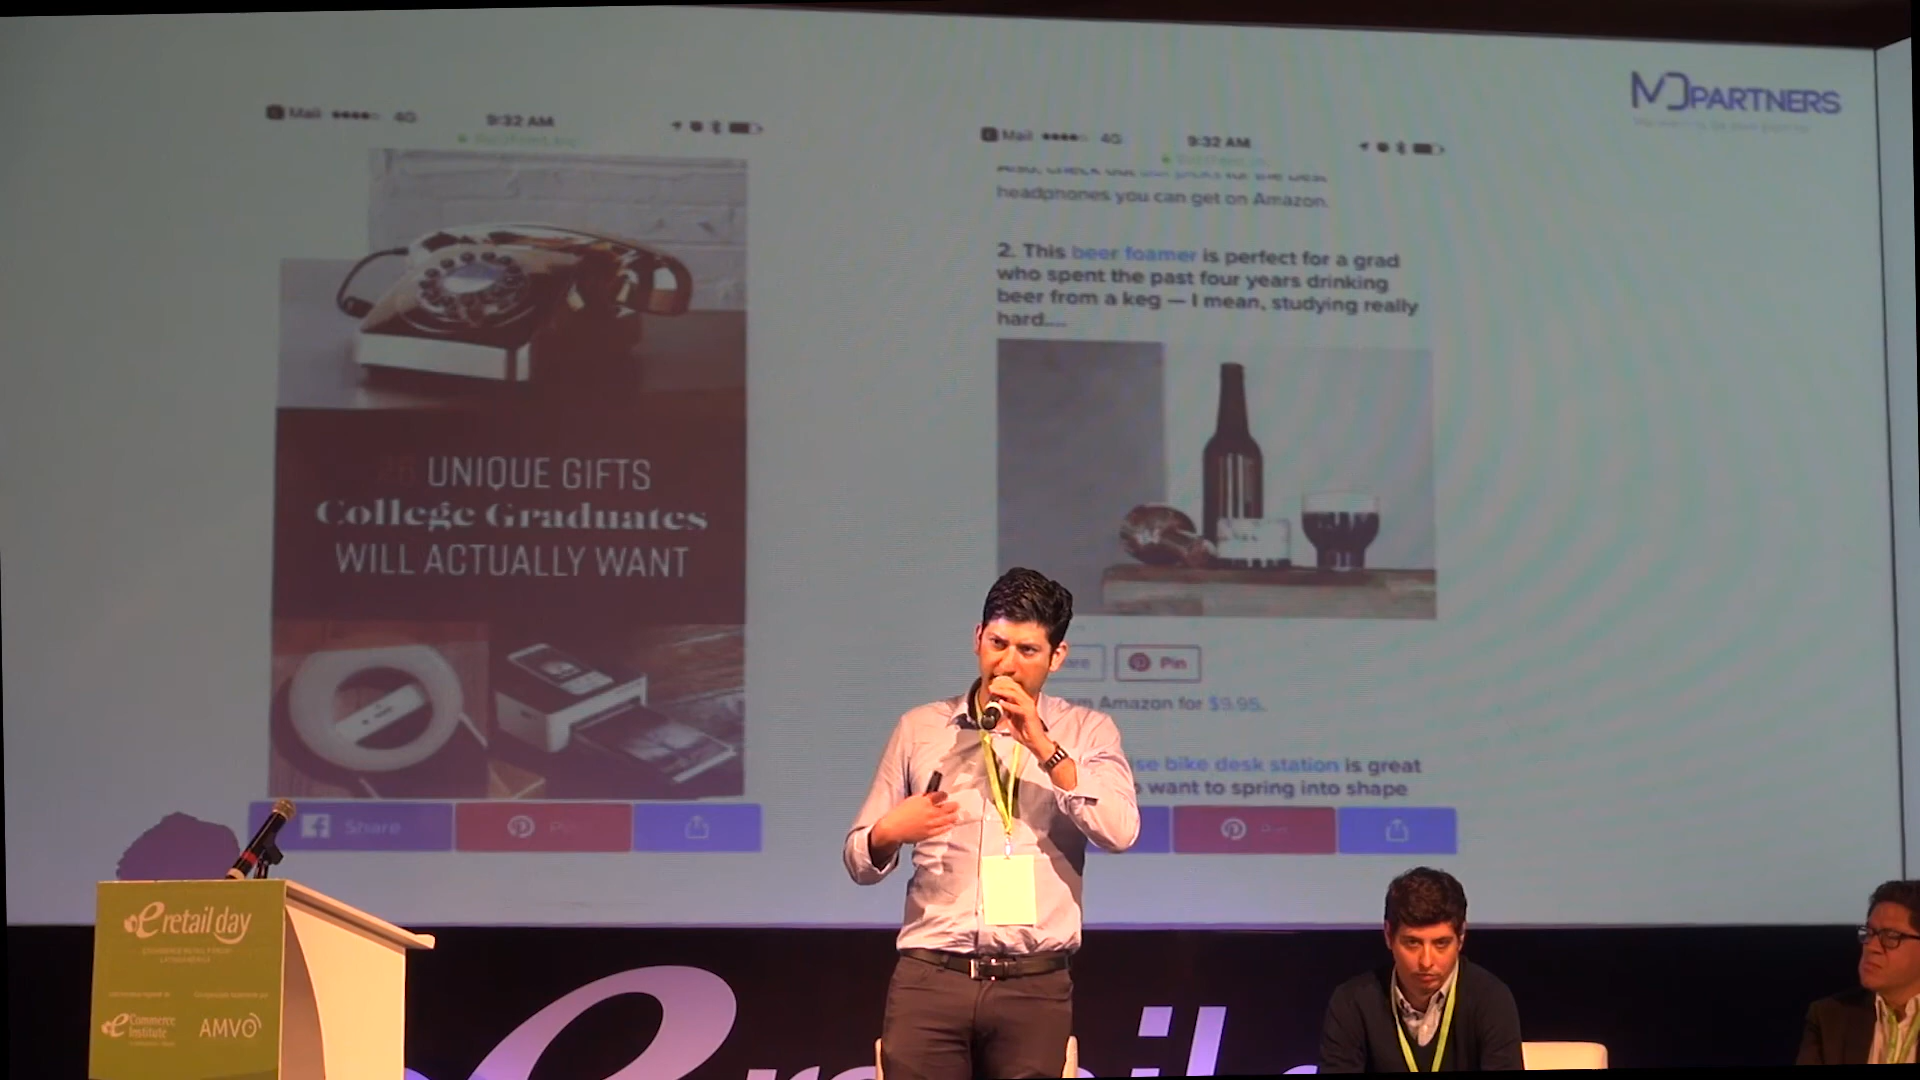 Mail 4G 9:32 AM
UNIQUE GIFTS
College Graduates
WILL ACTUALLY WANT
Share
Pin
Mail 4G 9:32 AM
headphones you can get on Amazon.
2. This beer foamer is perfect for a grad
who spent the past four years drinking
beer from a keg — I mean, studying really
hard....
Pin
Amazon for $9.95.
bike desk station is great
want to spring into shape
Pin
MDPARTNERS
e retail day
eCommerce
Institute
AMVO